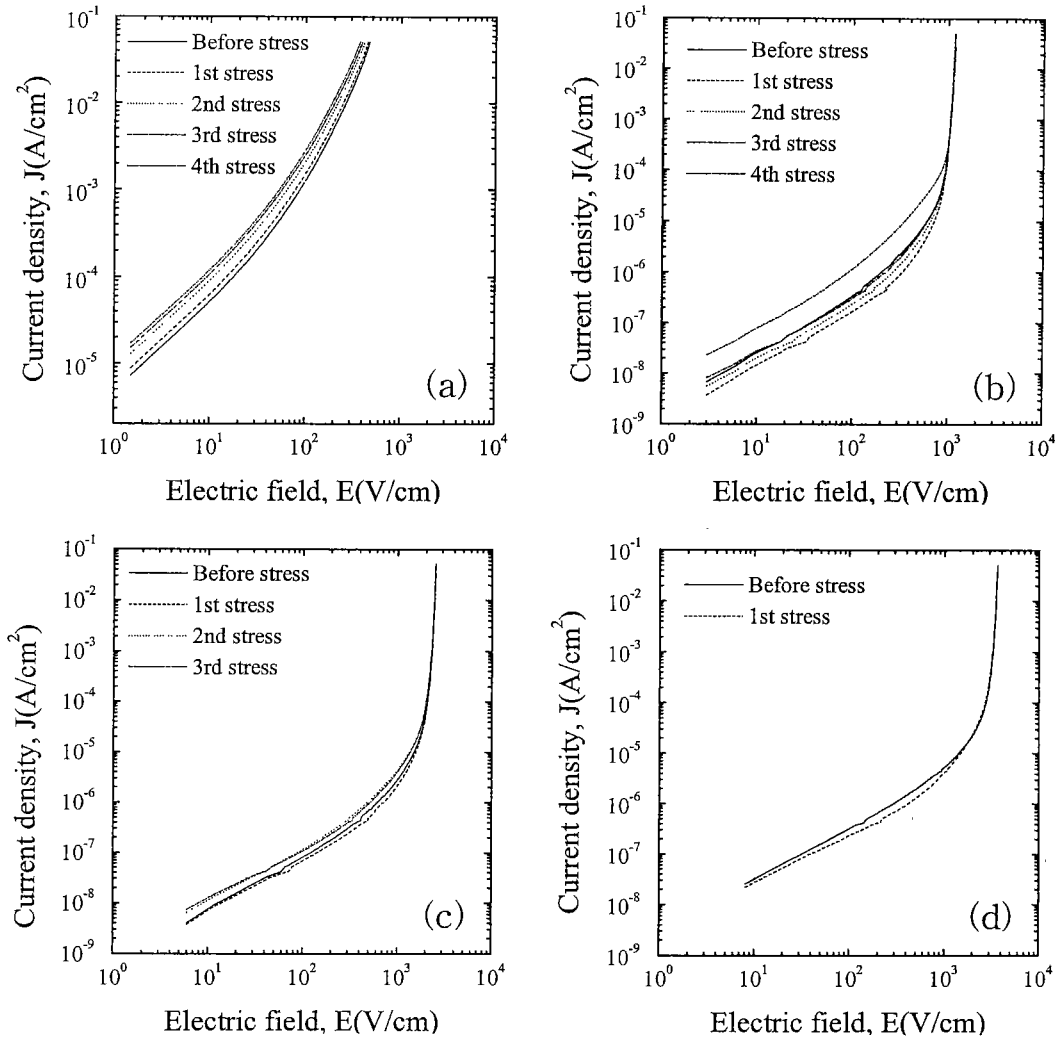 10^-1
10^-2
10^-3
10^-4
10^-5
Current density, J(A/cm^2)
Before stress
1st stress
2nd stress
3rd stress
4th stress
(a)
10^0 10^1 10^2 10^3 10^4
Electric field, E(V/cm)
10^-1
10^-2
10^-3
10^-4
10^-5
10^-6
10^-7
10^-8
10^-9
Current density, J(A/cm^2)
Before stress
1st stress
2nd stress
3rd stress
4th stress
(b)
10^0 10^1 10^2 10^3 10^4
Electric field, E(V/cm)
10^-1
10^-2
10^-3
10^-4
10^-5
10^-6
10^-7
10^-8
10^-9
Current density, J(A/cm^2)
Before stress
1st stress
2nd stress
3rd stress
(c)
10^0 10^1 10^2 10^3 10^4
Electric field, E(V/cm)
10^-1
10^-2
10^-3
10^-4
10^-5
10^-6
10^-7
10^-8
10^-9
Current density, J(A/cm^2)
Before stress
1st stress
(d)
10^0 10^1 10^2 10^3 10^4
Electric field, E(V/cm)